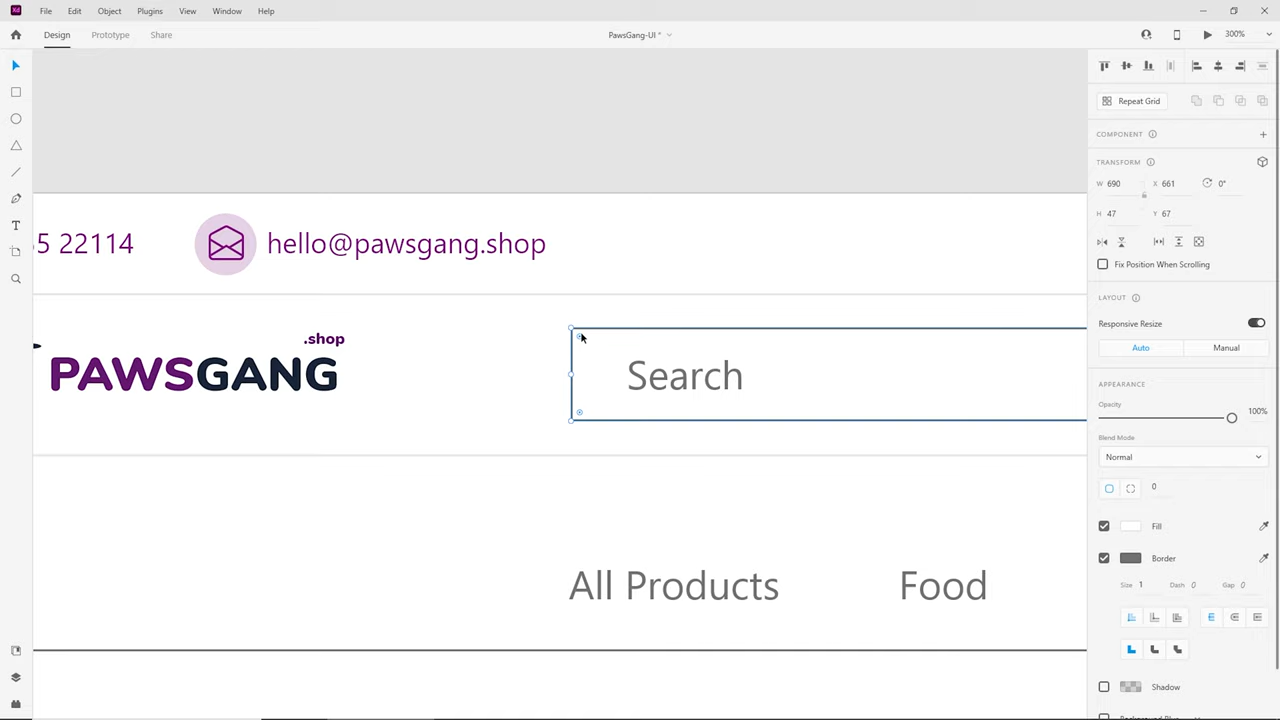 Xd File Edit Object Plugins View Window Help
Design Prototype Share PawsGang-UI * 300%
Repeat Grid
COMPONENT
TRANSFORM
W 690 X 661 0°
H 47 Y 67
Fix Position When Scrolling
LAYOUT
Responsive Resize
Auto Manual
APPEARANCE
Opacity
100%
Blend Mode
Normal
0
Fill
Border
Size 1 Dash 0 Gap 0
Shadow
55 22114 hello@pawsgang.shop
.shop
PAWSGANG
Search
All Products Food